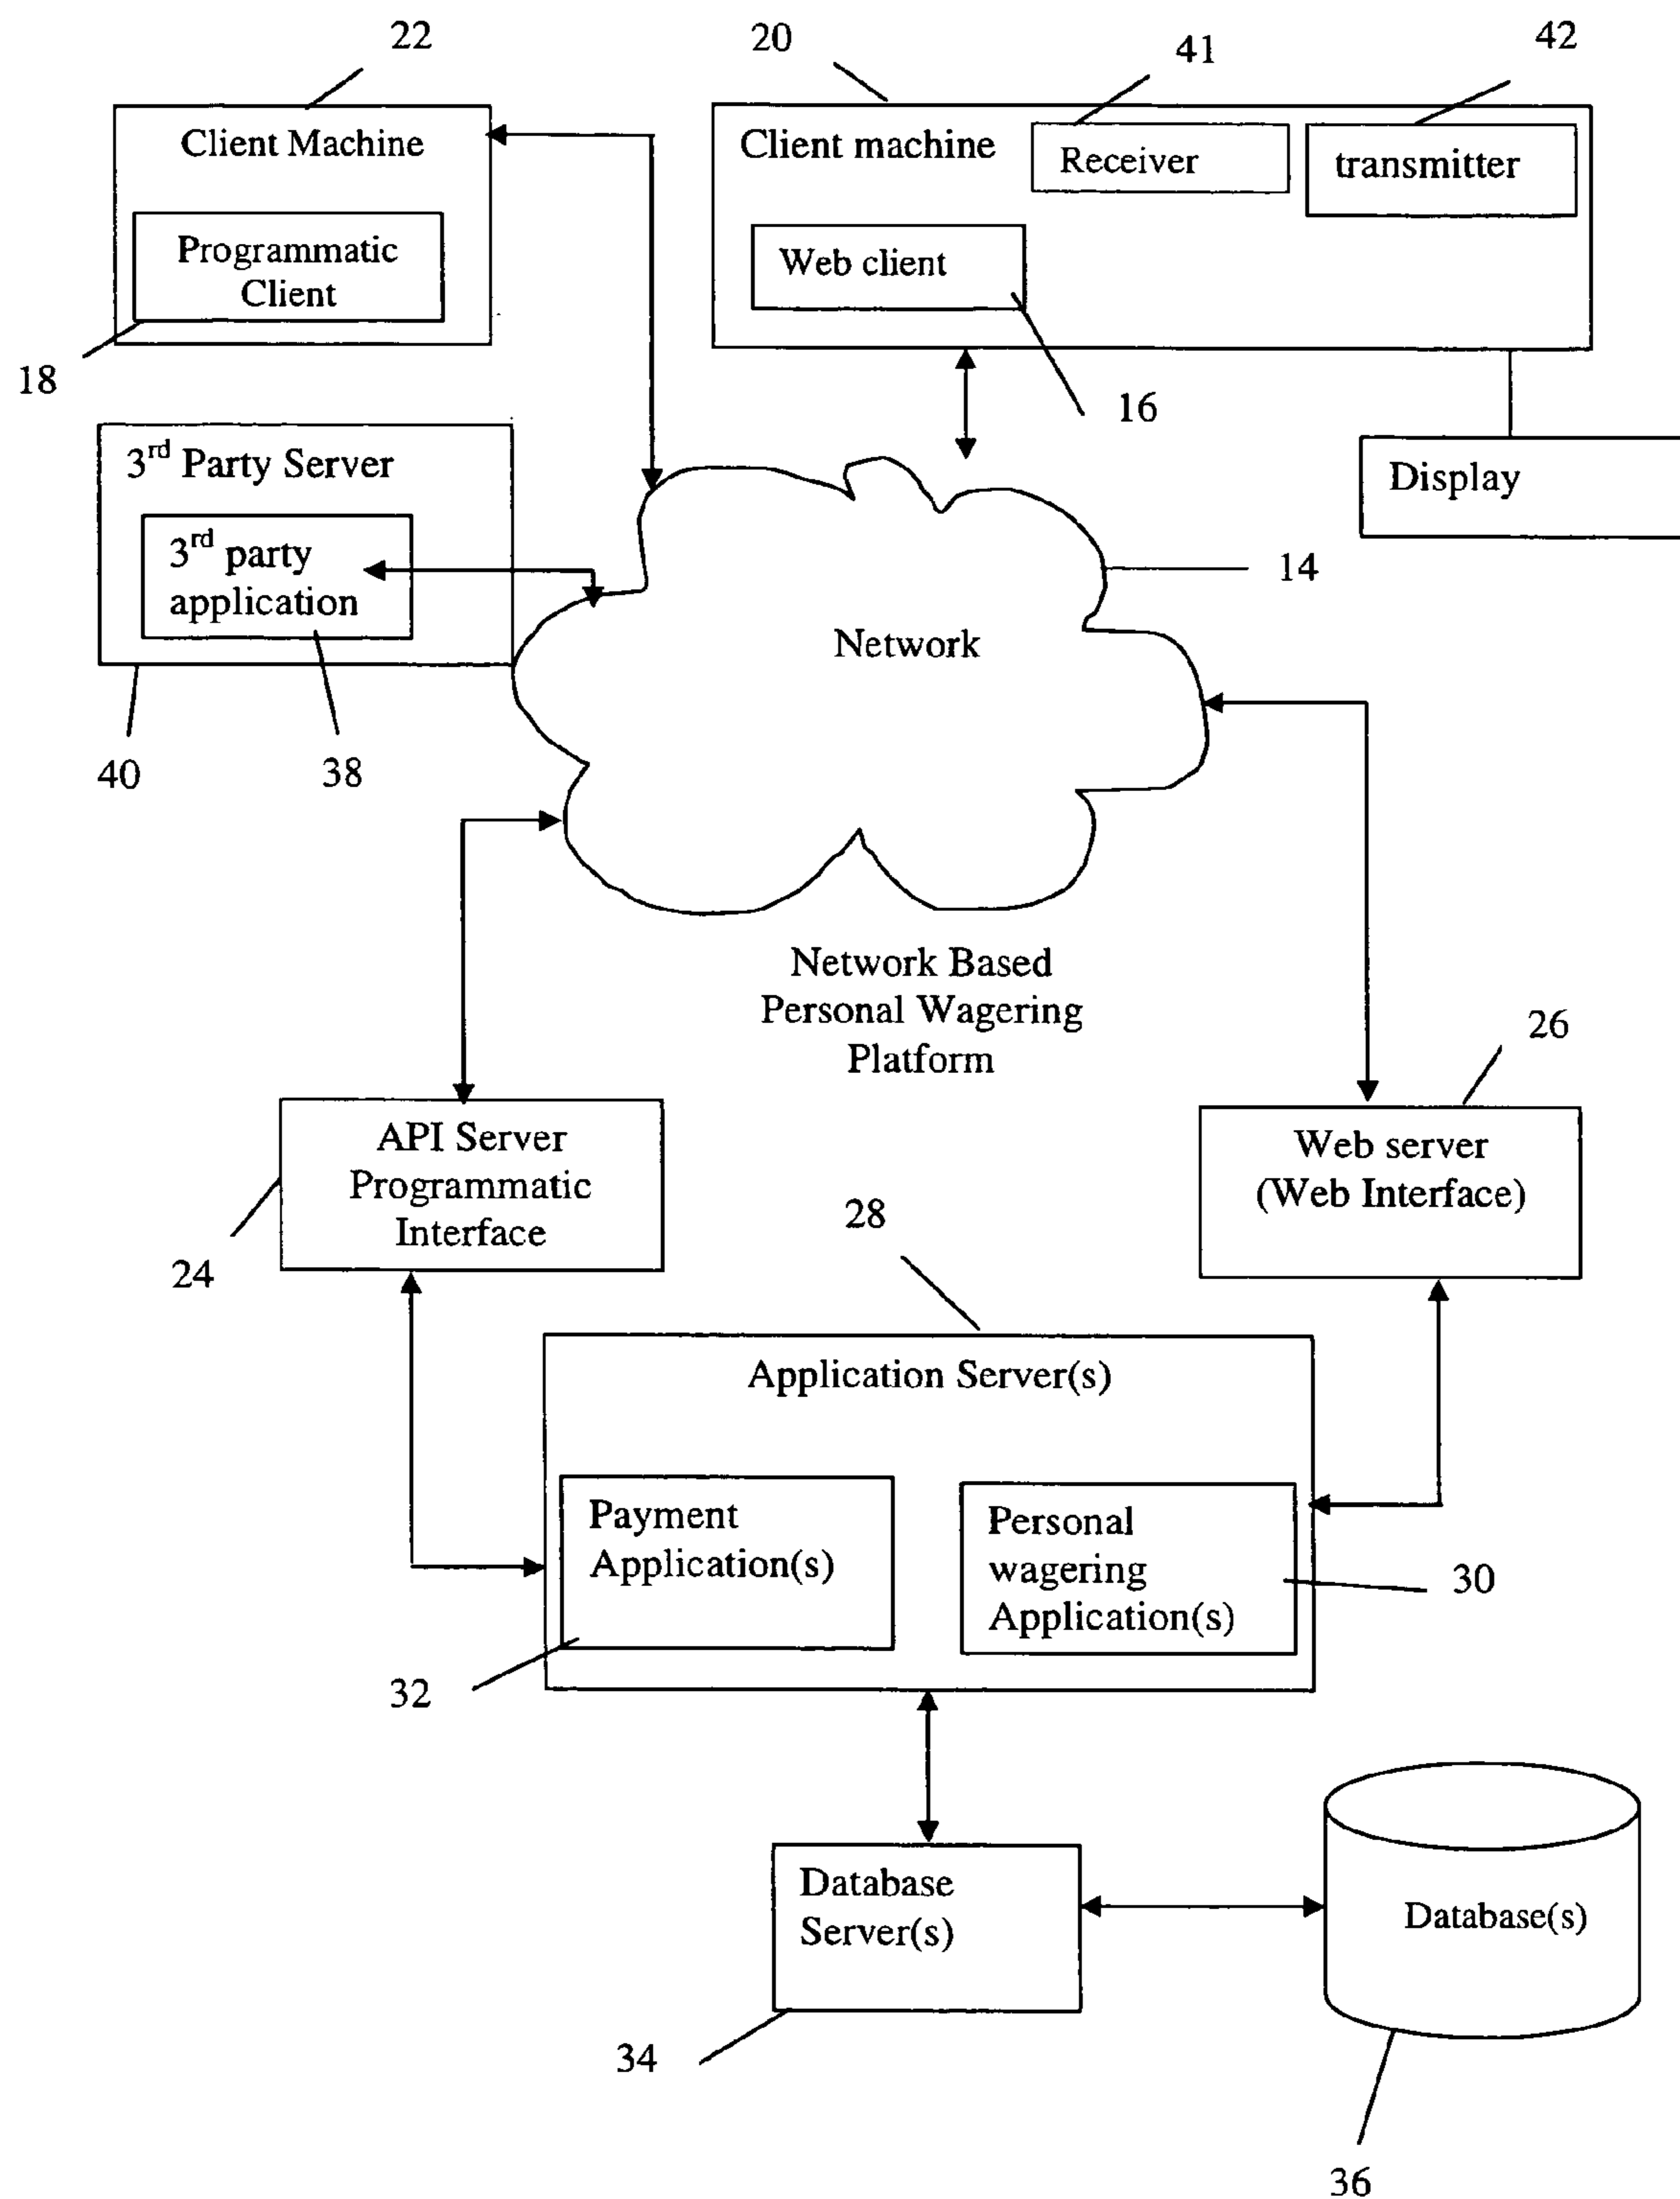 22
20
41
42
Client Machine
Programmatic
Client
18
Client machine
Receiver
transmitter
Web client
16
3rd Party Server
3rd party
application
40
38
Display
14
Network
Network Based
Personal Wagering
Platform
26
API Server
Programmatic
Interface
24
Web server
(Web Interface)
28
Application Server(s)
Payment
Application(s)
32
Personal
wagering
Application(s)
30
Database
Server(s)
34
Database(s)
36